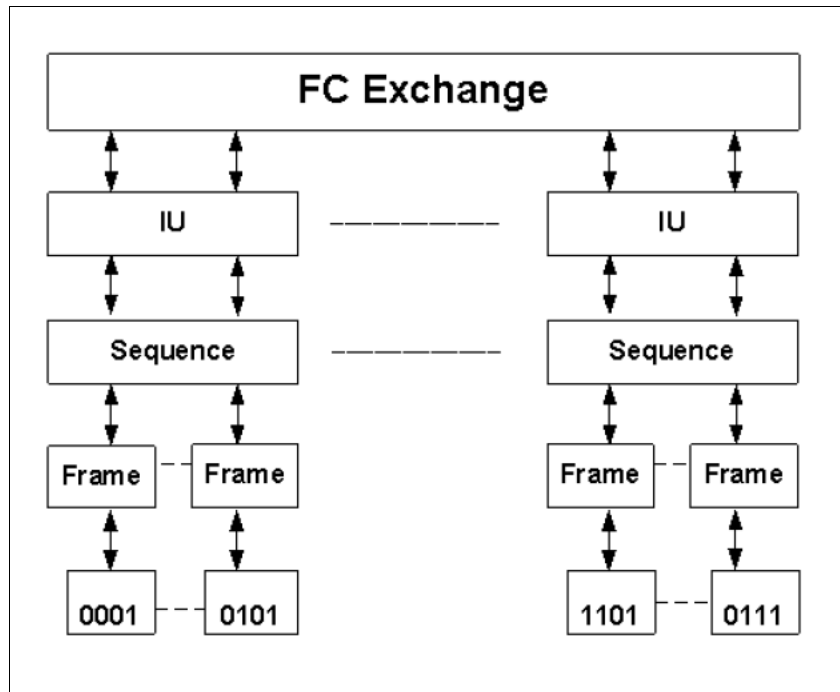 FC Exchange
IU IU
Sequence Sequence
Frame Frame Frame Frame
0001 0101 1101 0111